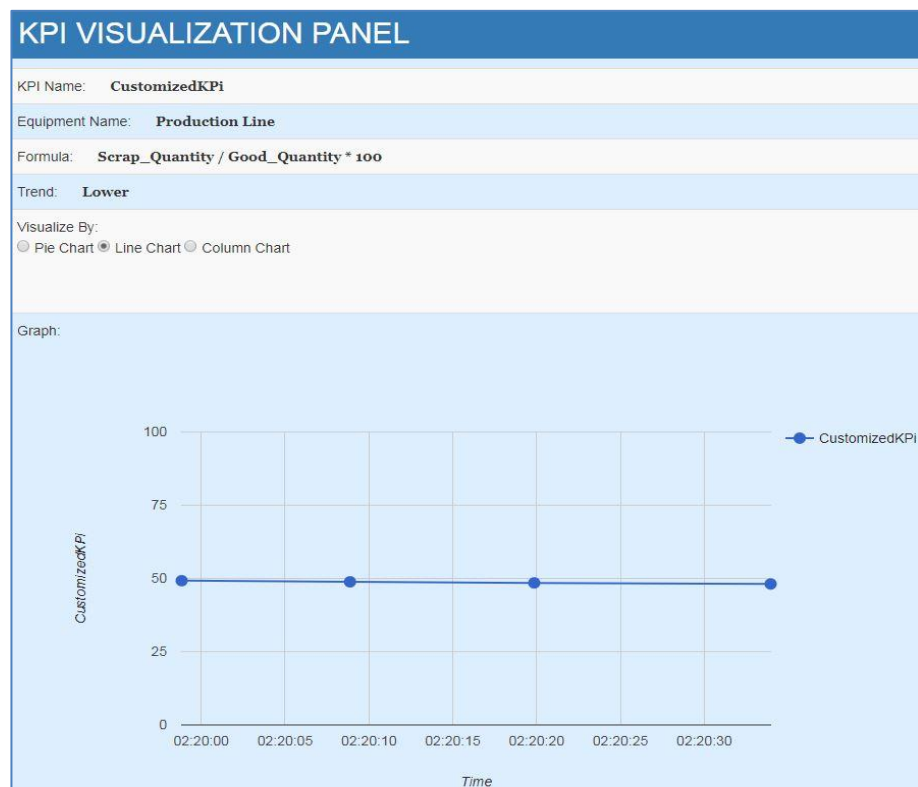 KPI VISUALIZATION PANEL
KPI Name: CustomizedKPi
Equipment Name: Production Line
Formula: Scrap_Quantity / Good_Quantity * 100
Trend: Lower
Visualize By:
Pie Chart Line Chart Column Chart
Graph:
100
CustomizedKPi
75
50
25
0
CustomizedKPi
02:20:00 02:20:05 02:20:10 02:20:15 02:20:20 02:20:25 02:20:30
Time